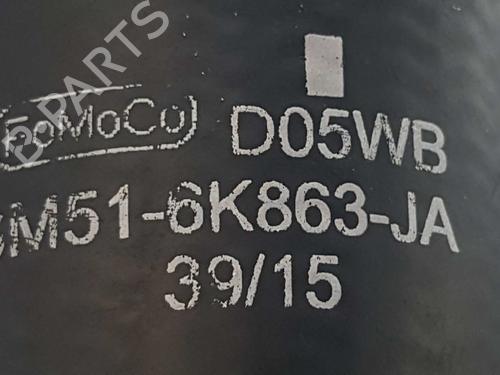 B PARTS
FoMoCo D05WB
M51-6K863-JA
39/15